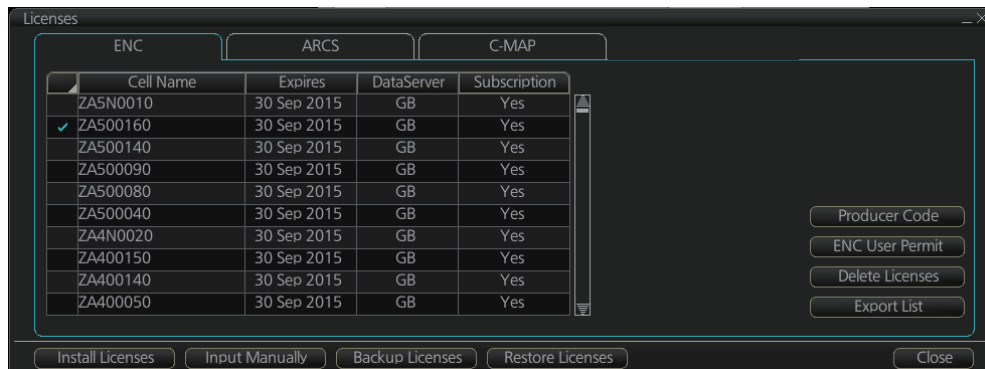 Licenses
ENC ARCS C-MAP
Cell Name Expires DataServer Subscription
ZA5N0010 30 Sep 2015 GB Yes
ZA500160 30 Sep 2015 GB Yes
ZA500140 30 Sep 2015 GB Yes
ZA500090 30 Sep 2015 GB Yes
ZA500080 30 Sep 2015 GB Yes
ZA500040 30 Sep 2015 GB Yes
ZA4N0020 30 Sep 2015 GB Yes
ZA400150 30 Sep 2015 GB Yes
ZA400140 30 Sep 2015 GB Yes
ZA400050 30 Sep 2015 GB Yes
Producer Code
ENC User Permit
Delete Licenses
Export List
Install Licenses Input Manually Backup Licenses Restore Licenses Close